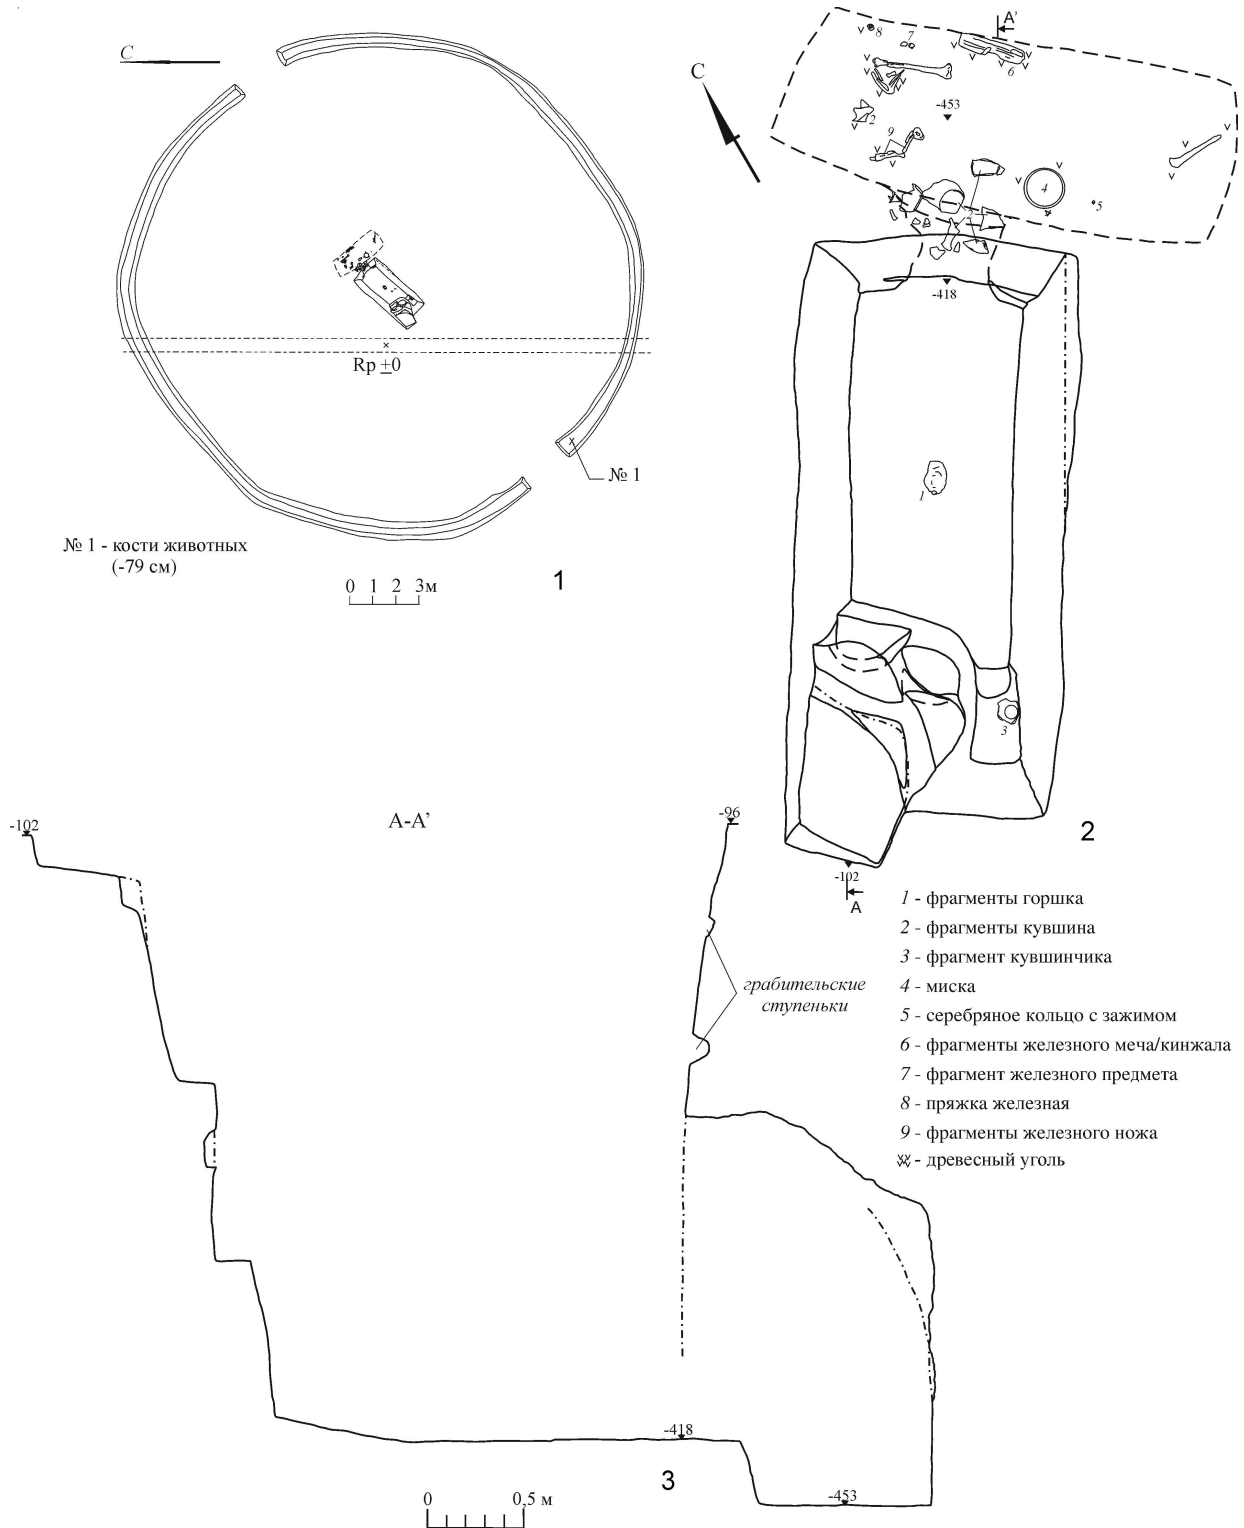 С
Rp ±0
№ 1
№ 1 - кости животных
(-79 см)
0 1 2 3м
1
А'
С
8
7
6
-453
2
9
4
5
2
-418
1
3
2
-102
А
1 - фрагменты горшка
2 - фрагменты кувшина
3 - фрагмент кувшинчика
4 - миска
5 - серебряное кольцо с зажимом
6 - фрагменты железного меча/кинжала
7 - фрагмент железного предмета
8 - пряжка железная
9 - фрагменты железного ножа
- древесный уголь
-102
А-А'
-96
грабительские
ступеньки
-418
3
-453
0 0,5 м